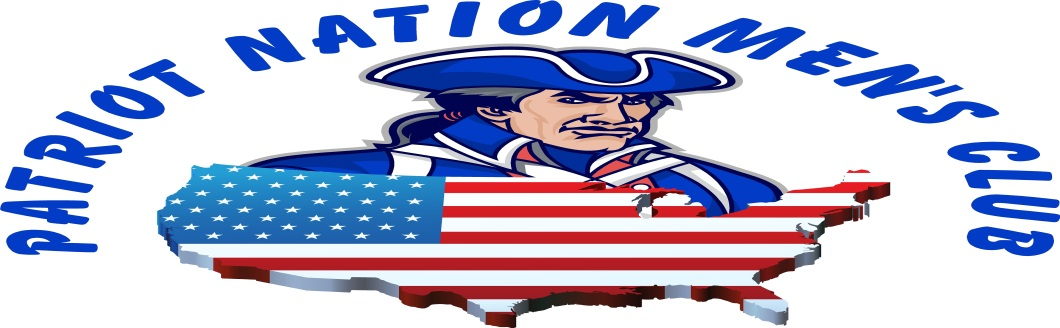 PATRIOT NATION MEN'S CLUB